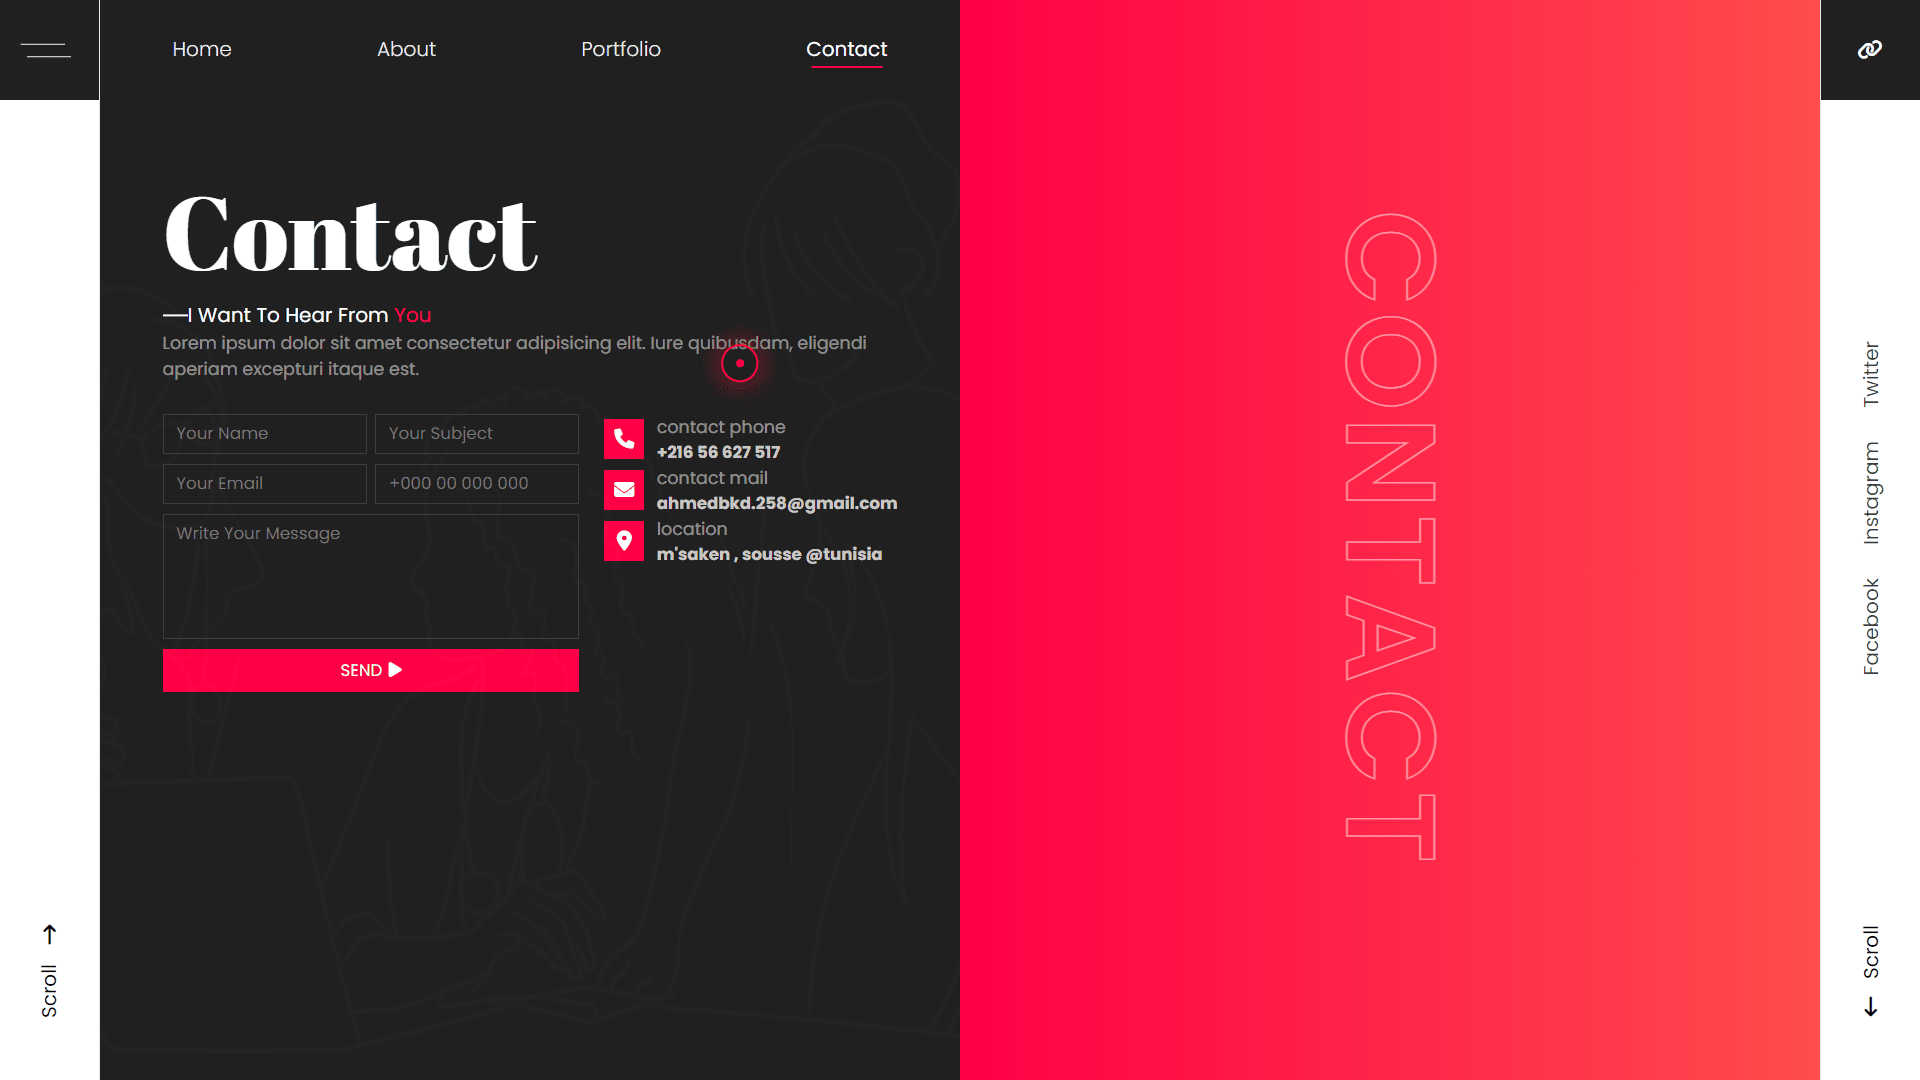 Home
About
Portfolio
Contact
Contact
—I Want To Hear From You
Lorem ipsum dolor sit amet consectetur adipisicing elit. Iure quibusdam, eligendi
aperiam excepturi itaque est.
Your Name
Your Subject
Your Email
+000 00 000 000
Write Your Message
SEND
contact phone
+216 56 627 517
contact mail
ahmedbkd.258@gmail.com
location
m'saken , sousse @tunisia
CONTACT
Twitter
Instagram
Facebook
Scroll
Scroll